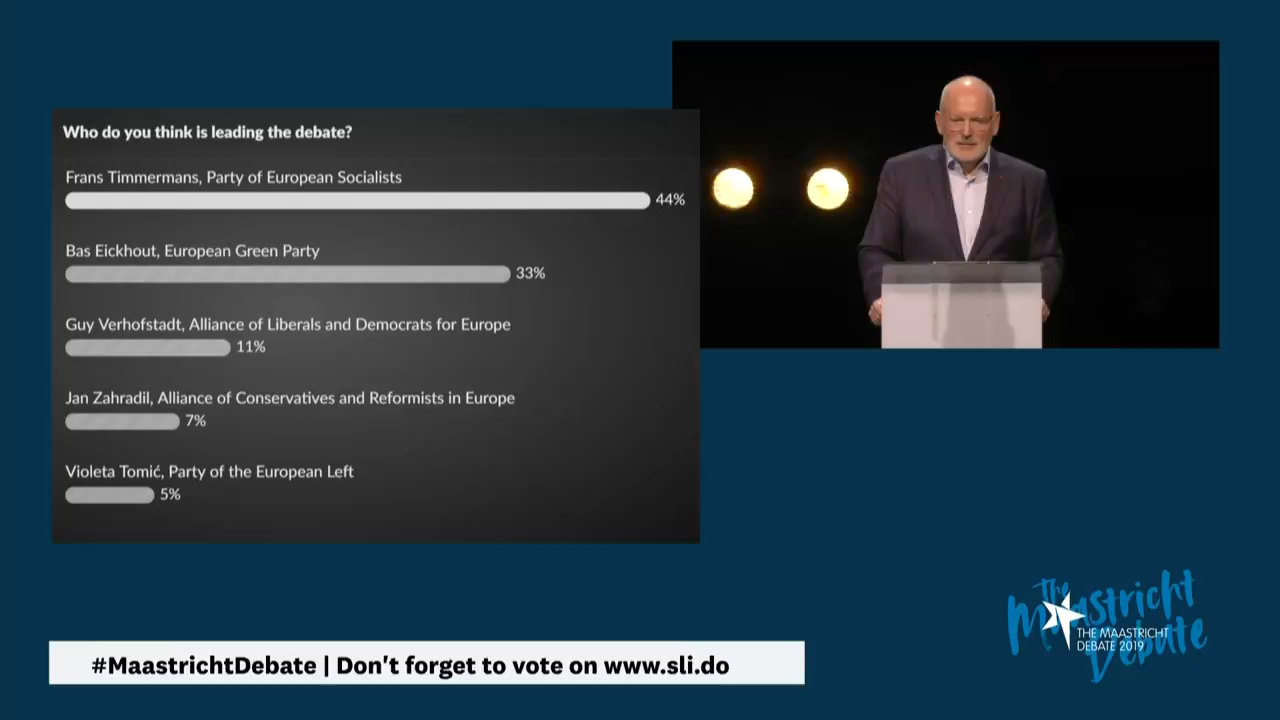 Who do you think is leading the debate?
Frans Timmermans, Party of European Socialists
44%
Bas Eickhout, European Green Party
33%
Guy Verhofstadt, Alliance of Liberals and Democrats for Europe
11%
Jan Zahradil, Alliance of Conservatives and Reformists in Europe
7%
Violeta Tomić, Party of the European Left
5%
The
Maastricht
Debate
THE MAASTRICHT
DEBATE 2019
#MaastrichtDebate | Don't forget to vote on www.sli.do